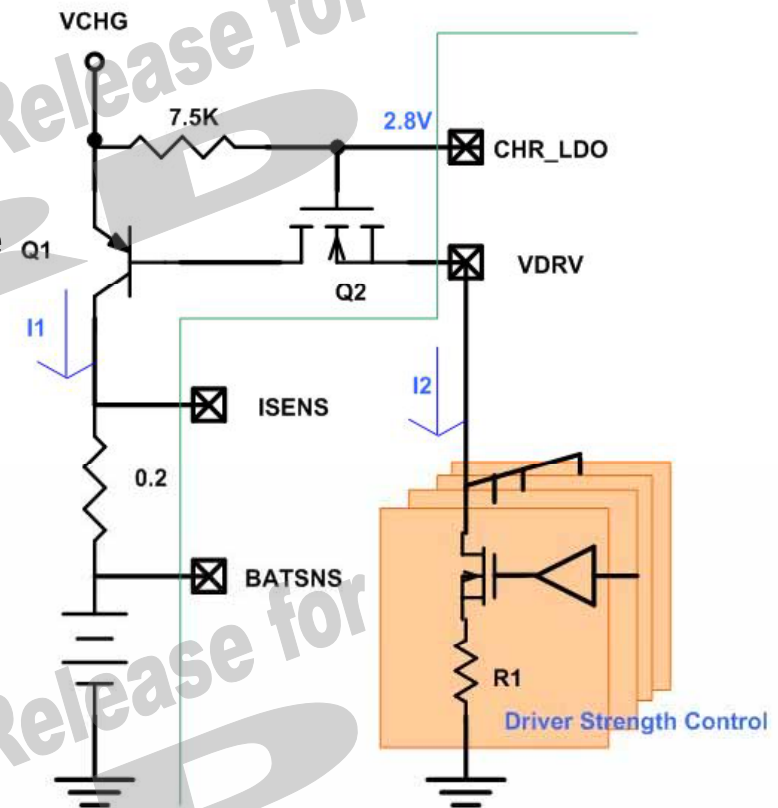 Release for
VCHG
7.5K
2.8V
CHR_LDO
Q1
Q2
VDRV
I1
I2
ISENS
0.2
BATSNS
Release for
R1
Driver Strength Control